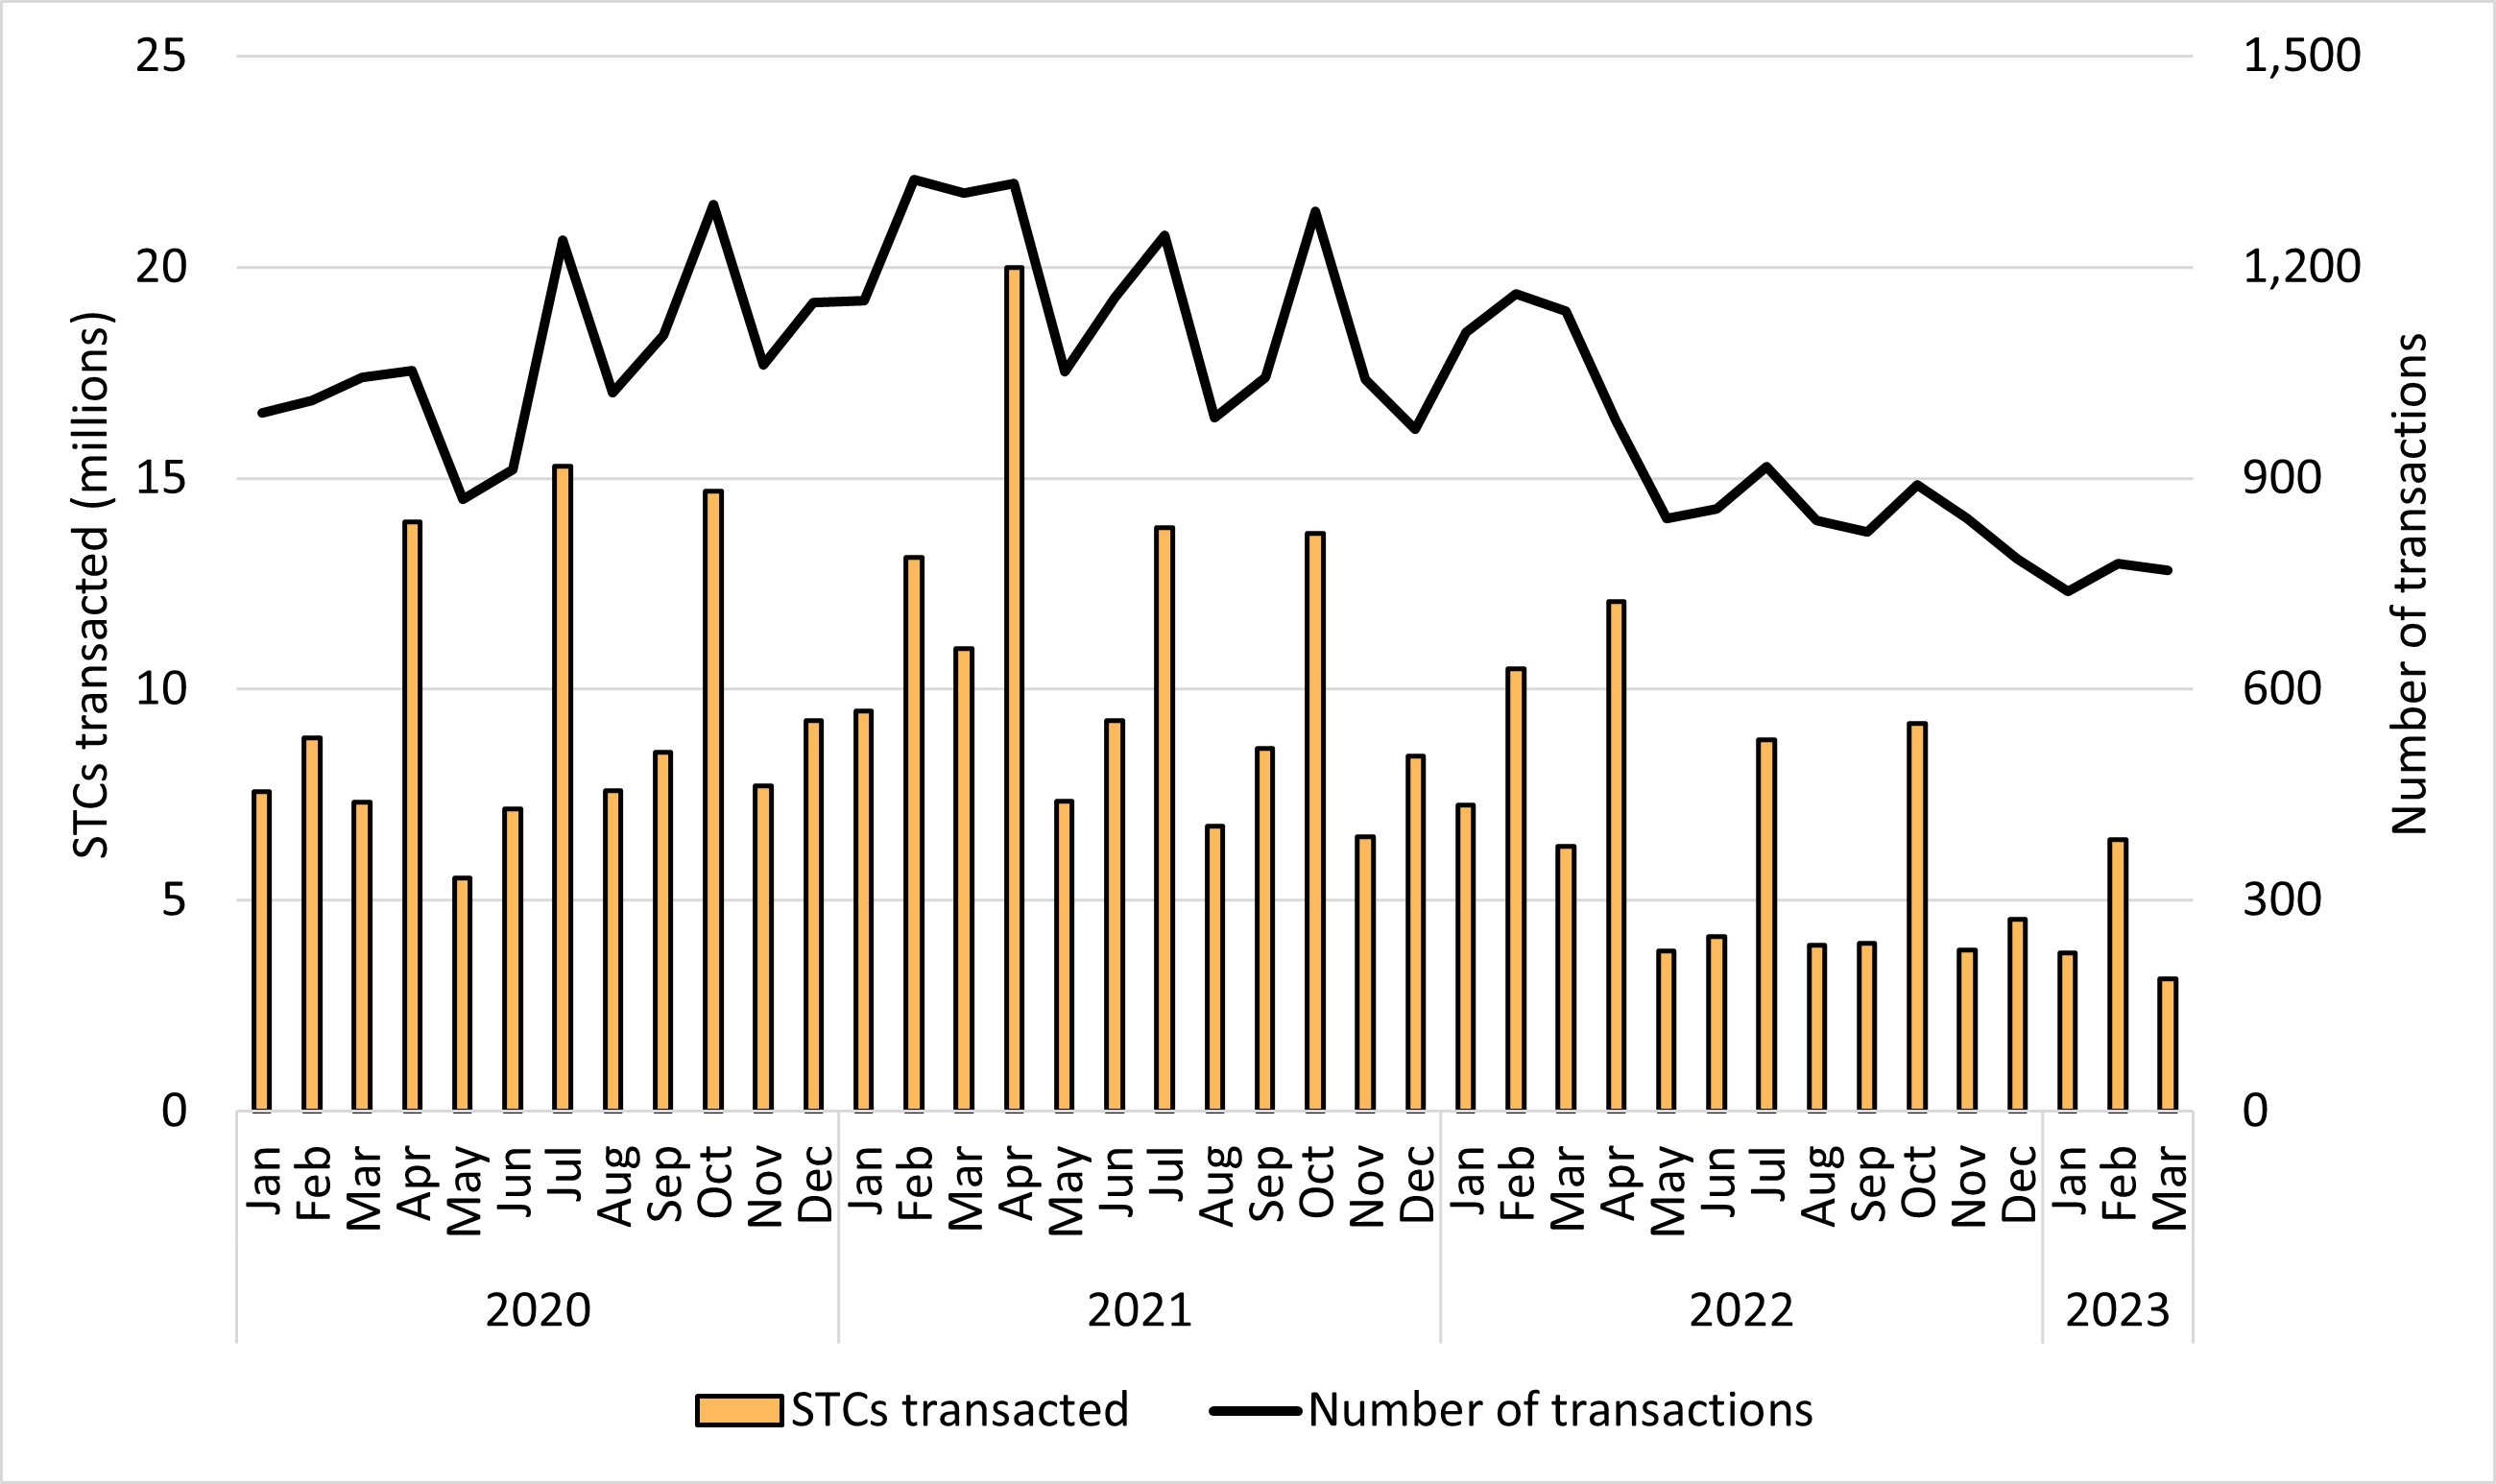 25
20
15
10
5
0
STCs transacted (millions)
1,500
1,200
900
600
300
0
Number of transactions
Jan Feb Mar Apr May Jun Jul Aug Sep Oct Nov Dec Jan Feb Mar Apr May Jun Jul Aug Sep Oct Nov Dec Jan Feb Mar Apr May Jun Jul Aug Sep Oct Nov Dec Jan Feb Mar
2020 2021 2022 2023
STCs transacted Number of transactions